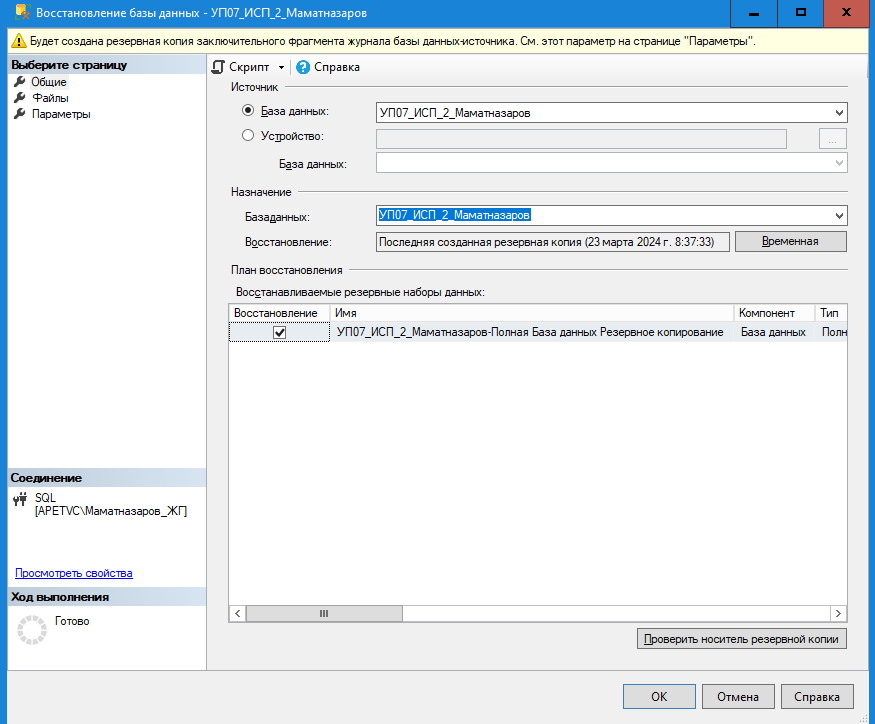 Восстановление базы данных - УП07_ИСП_2_Маматназаров
Будет создана резервная копия заключительного фрагмента журнала базы данных-источника. См. этот параметр на странице "Параметры".
Выберите страницу
Общие
Файлы
Параметры
Скрипт
Справка
Источник
База данных:
УП07_ИСП_2_Маматназаров
Устройство:
...
База данных:
Назначение
Базаданных:
УП07_ИСП_2_Маматназаров
Восстановление:
Последняя созданная резервная копия (23 марта 2024 г. 8:37:33)
Временная
План восстановления
Восстанавливаемые резервные наборы данных:
Восстановление Имя Компонент Тип
УП07_ИСП_2_Маматназаров-Полная База данных Резервное копирование База данных Полн
Соединение
SQL
[APETVC\Маматназаров_ЖГ]
Просмотреть свойства
Ход выполнения
Готово
Проверить носитель резервной копии
ОК
Отмена
Справка